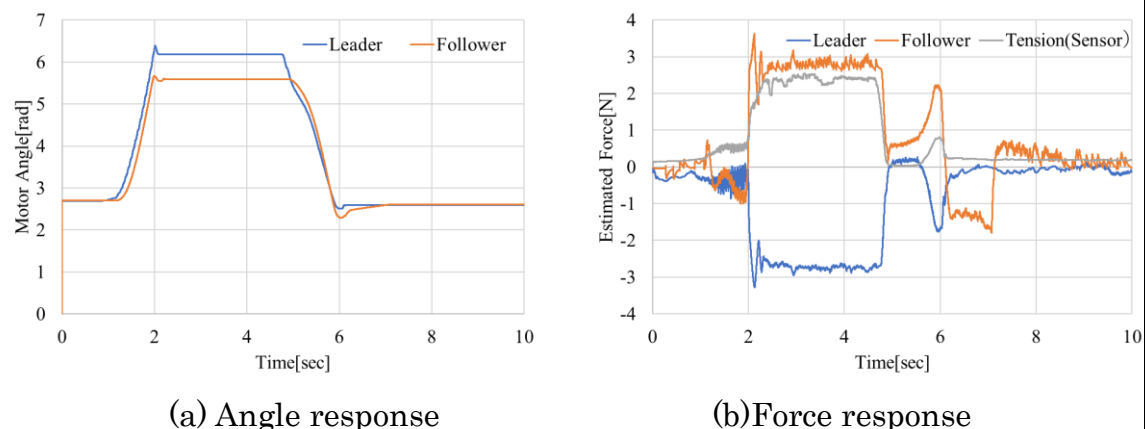 7
6
5
4
3
2
1
0
Motor Angle[rad]
Leader
Follower
0
2
4
6
8
10
Time[sec]
(a) Angle response
4
3
2
1
0
-1
-2
-3
-4
Estimated Force[N]
Leader
Follower
Tension(Sensor)
0
2
4
6
8
10
Time[sec]
(b)Force response